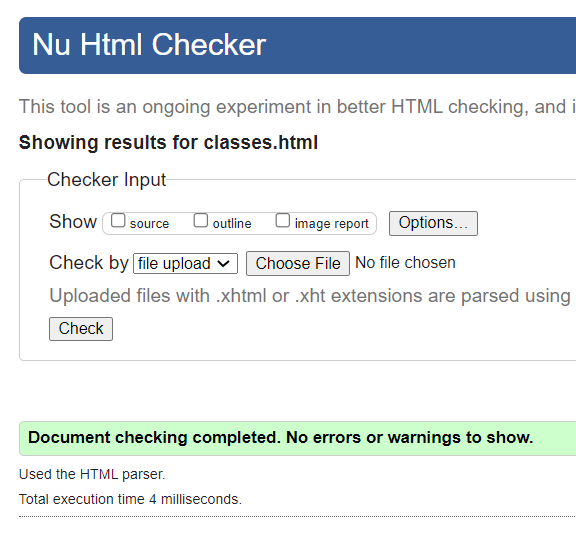 Nu Html Checker
This tool is an ongoing experiment in better HTML checking, and i
Showing results for classes.html
Checker Input
Show source outline image report Options...
Check by file upload Choose File No file chosen
Uploaded files with .xhtml or .xht extensions are parsed using
Check
Document checking completed. No errors or warnings to show.
Used the HTML parser.
Total execution time 4 milliseconds.